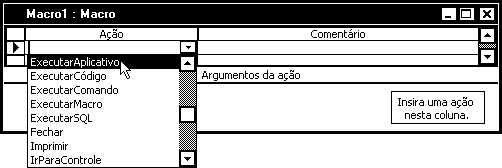 Macro1 : Macro
Ação Comentário
ExecutarAplicativo
ExecutarCódigo
ExecutarComando
ExecutarMacro
ExecutarSQL
Fechar
Imprimir
IrParaControle
Argumentos da ação
Insira uma ação
nesta coluna.